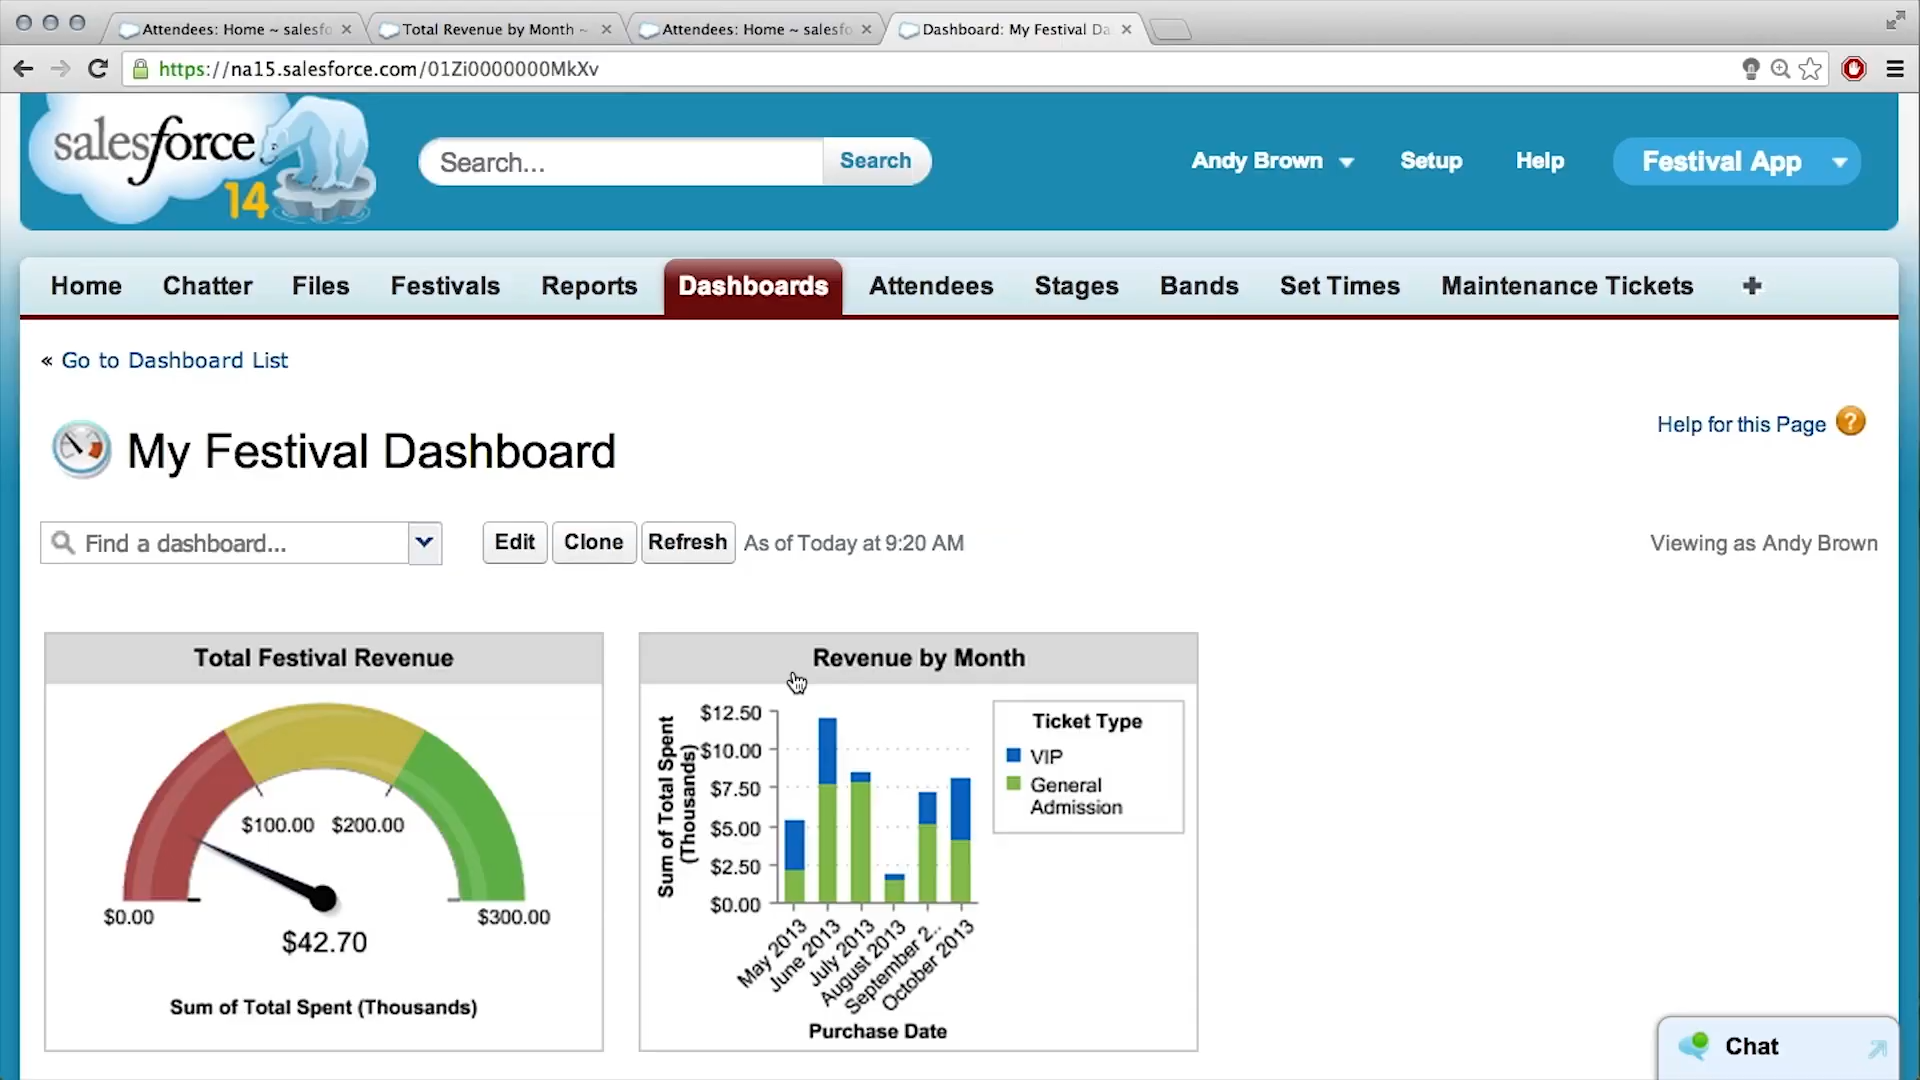 Attendees: Home ~ salesfo
Total Revenue by Month ~
Attendees: Home ~ salesfo
Dashboard: My Festival Da
https://na15.salesforce.com/01Zi0000000MkXv
salesforce
14
Search...
Search
Andy Brown
Setup
Help
Festival App
Home
Chatter
Files
Festivals
Reports
Dashboards
Attendees
Stages
Bands
Set Times
Maintenance Tickets
« Go to Dashboard List
Help for this Page
My Festival Dashboard
Find a dashboard...
Edit
Clone
Refresh
As of Today at 9:20 AM
Viewing as Andy Brown
Total Festival Revenue
$100.00
$200.00
$0.00
$300.00
$42.70
Sum of Total Spent (Thousands)
Revenue by Month
Sum of Total Spent
(Thousands)
$12.50
$10.00
$7.50
$5.00
$2.50
$0.00
May 2013
June 2013
July 2013
August 2013
September 2..
October 2013
Purchase Date
Ticket Type
VIP
General
Admission
Chat